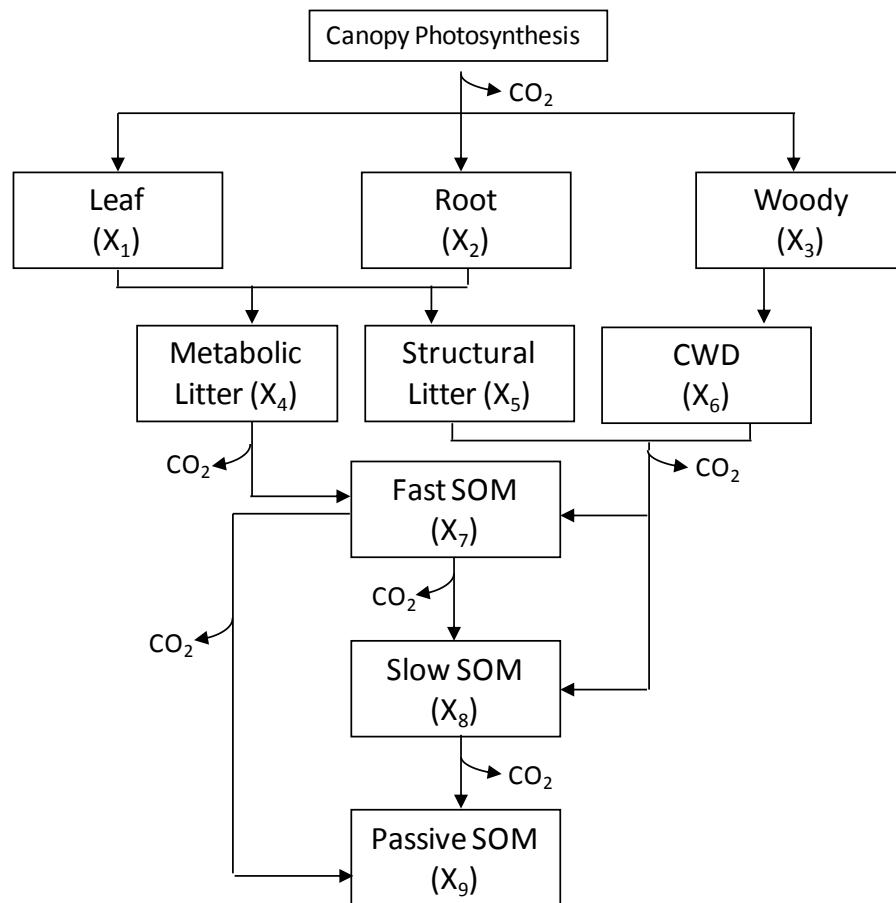 Canopy Photosynthesis
CO₂
Leaf
(X₁)
Root
(X₂)
Woody
(X₃)
Metabolic
Litter (X₄)
Structural
Litter (X₅)
CWD
(X₆)
CO₂
CO₂
Fast SOM
(X₇)
CO₂
CO₂
Slow SOM
(X₈)
CO₂
Passive SOM
(X₉)